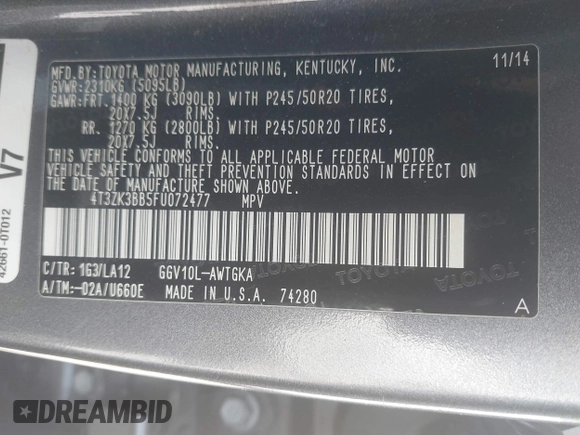 MFD.BY:TOYOTA MOTOR MANUFACTURING, KENTUCKY, INC. 11/14
GVWR:2310KG (5095LB)
GAWR:FRT.1400 KG (3090LB) WITH P245/50R20 TIRES,
20X7.5J RIMS.
RR. 1270 KG (2800LB) WITH P245/50R20 TIRES,
20X7.5J RIMS.
THIS VEHICLE CONFORMS TO ALL APPLICABLE FEDERAL MOTOR
VEHICLE SAFETY AND THEFT PREVENTION STANDARDS IN EFFECT ON THE DATE
OF MANUFACTURE SHOWN ABOVE.
4T3ZK3BB5FU072477 MPV
C/TR: 1G3/LA12 GGV10L-AWTGKA
A/TM:-02A/U660E MADE IN U.S.A. 74280
A
V7
42661-0T012
DREAMBID